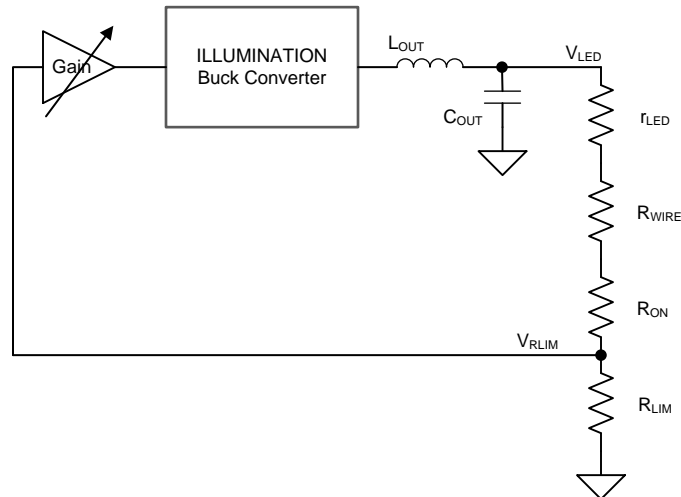 Gain
ILLUMINATION
Buck Converter
LOUT
COUT
VLED
rLED
RWIRE
RON
VRLIM
RLIM